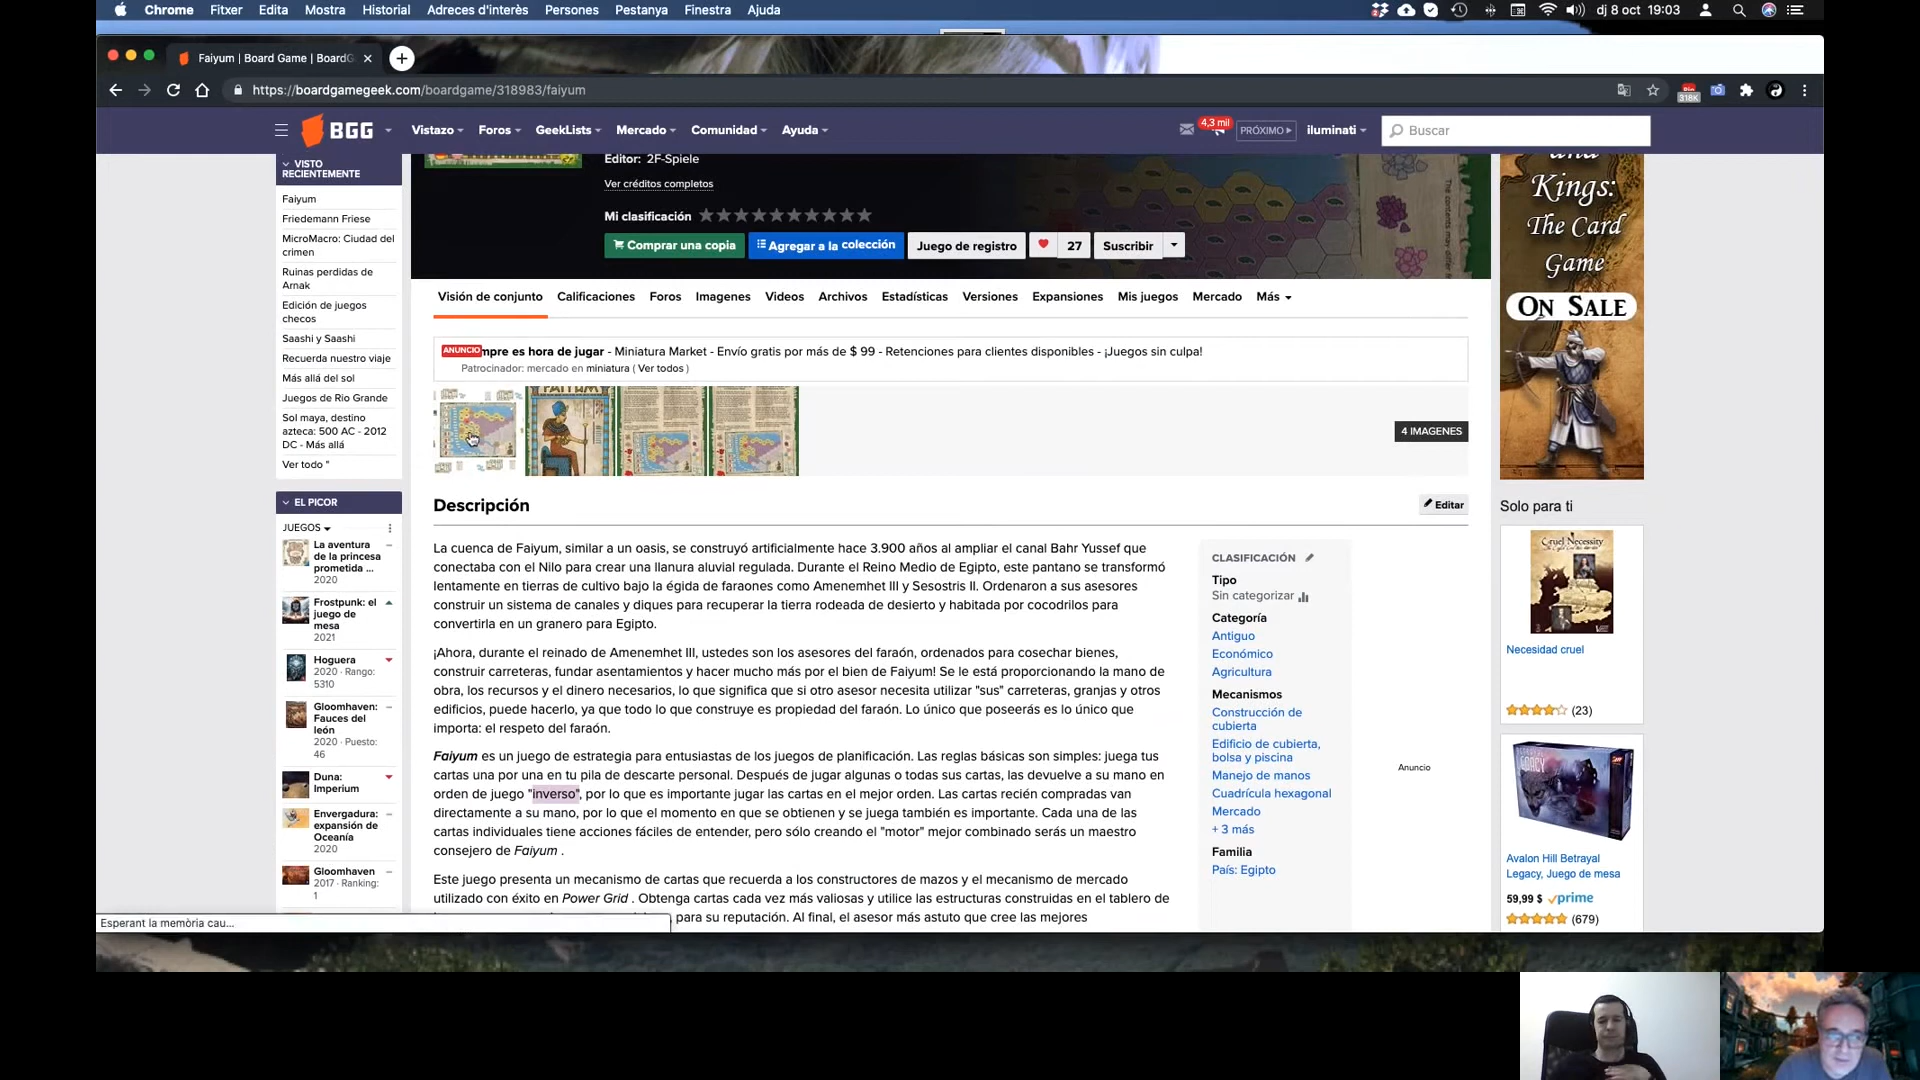 Chrome Fitxer Edita Mostra Historial Adreces d'interès Persones Pestanya Finestra Ajuda
dj 8 oct 19:03
Faiyum | Board Game | BoardG
https://boardgamegeek.com/boardgame/318983/faiyum
318K
BGG
Vistazo Foros GeekLists Mercado Comunidad Ayuda
4,3 mil
PRÓXIMO
iluminati
Buscar
VISTO
RECIENTEMENTE
Faiyum
Friedemann Friese
MicroMacro: Ciudad del
crimen
Ruinas perdidas de
Arnak
Edición de juegos
checos
Saashi y Saashi
Recuerda nuestro viaje
Más allá del sol
Juegos de Rio Grande
Sol maya, destino
azteca: 500 AC - 2012
DC - Más allá
Ver todo "
EL PICOR
JUEGOS
La aventura
de la princesa
prometida ...
2020
Frostpunk: el
juego de
mesa
2021
Hoguera
2020 · Rango:
5310
Gloomhaven:
Fauces del
león
2020 · Puesto:
46
Duna:
Imperium
Envergadura:
expansión de
Oceanía
2020
Gloomhaven
2017 · Ranking:
1
Editor: 2F-Spiele
Ver créditos completos
Mi clasificación
Comprar una copia
Agregar a la colección
Juego de registro
27
Suscribir
Visión de conjunto Calificaciones Foros Imagenes Videos Archivos Estadísticas Versiones Expansiones Mis juegos Mercado Más
ANUNCIO mpre es hora de jugar - Miniatura Market - Envío gratis por más de $ 99 - Retenciones para clientes disponibles - ¡Juegos sin culpa!
Patrocinador: mercado en miniatura ( Ver todos )
FAIYUM
4 IMAGENES
Descripción
Editar
La cuenca de Faiyum, similar a un oasis, se construyó artificialmente hace 3.900 años al ampliar el canal Bahr Yussef que
conectaba con el Nilo para crear una llanura aluvial regulada. Durante el Reino Medio de Egipto, este pantano se transformó
lentamente en tierras de cultivo bajo la égida de faraones como Amenemhet III y Sesostris II. Ordenaron a sus asesores
construir un sistema de canales y diques para recuperar la tierra rodeada de desierto y habitada por cocodrilos para
convertirla en un granero para Egipto.
¡Ahora, durante el reinado de Amenemhet III, ustedes son los asesores del faraón, ordenados para cosechar bienes,
construir carreteras, fundar asentamientos y hacer mucho más por el bien de Faiyum! Se le está proporcionando la mano de
obra, los recursos y el dinero necesarios, lo que significa que si otro asesor necesita utilizar "sus" carreteras, granjas y otros
edificios, puede hacerlo, ya que todo lo que construye es propiedad del faraón. Lo único que poseerás es lo único que
importa: el respeto del faraón.
Faiyum es un juego de estrategia para entusiastas de los juegos de planificación. Las reglas básicas son simples: juega tus
cartas una por una en tu pila de descarte personal. Después de jugar algunas o todas sus cartas, las devuelve a su mano en
orden de juego "inverso", por lo que es importante jugar las cartas en el mejor orden. Las cartas recién compradas van
directamente a su mano, por lo que el momento en que se obtienen y se juega también es importante. Cada una de las
cartas individuales tiene acciones fáciles de entender, pero sólo creando el "motor" mejor combinado serás un maestro
consejero de Faiyum .
Este juego presenta un mecanismo de cartas que recuerda a los constructores de mazos y el mecanismo de mercado
utilizado con éxito en Power Grid . Obtenga cartas cada vez más valiosas y utilice las estructuras construidas en el tablero de
para su reputación. Al final, el asesor más astuto que cree las mejores
Esperant la memòria cau...
CLASIFICACIÓN
Tipo
Sin categorizar
Categoría
Antiguo
Económico
Agricultura
Mecanismos
Construcción de
cubierta
Edificio de cubierta,
bolsa y piscina
Manejo de manos
Cuadrícula hexagonal
Mercado
+ 3 más
Familia
País: Egipto
Anuncio
and
Kings:
The Card
Game
ON SALE
Solo para ti
Cruel Necessity
Necesidad cruel
(23)
LEGACY
Avalon Hill Betrayal
Legacy, Juego de mesa
59,99 $ prime
(679)